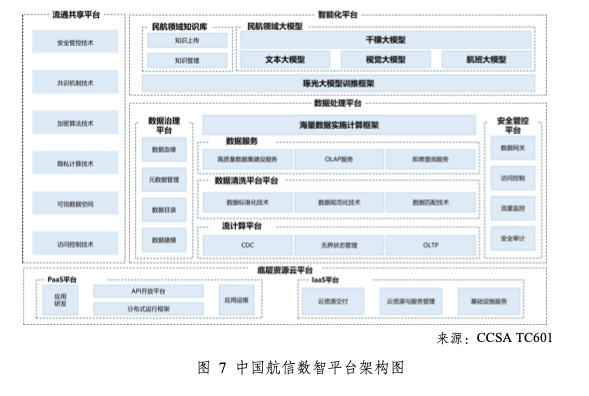 流通共享平台
安全管控技术
共识机制技术
加密算法技术
隐私计算技术
可信数据空间
访问控制技术
智能化平台
民航领域知识库
知识上传
知识管理
民航领域大模型
千穰大模型
文本大模型
视觉大模型
航班大模型
琢光大模型训推框架
数据处理平台
数据治理
平台
数据血缘
元数据管理
数据目录
数据建模
海量数据实施计算框架
数据服务
高质量数据集建设服务
OLAP服务
即席查询服务
数据清洗平台平台
数据标准化技术
数据规范化技术
数据匹配技术
流计算平台
CDC
无界状态管理
OLTP
安全管控
平台
数据网关
访问控制
流量监控
安全审计
底层资源云平台
PaaS平台
应用
研发
API开放平台
分布式运行框架
应用运维
IaaS平台
云资源交付
云资源与服务管理
基础设施服务
来源：CCSA TC601
图 7 中国航信数智平台架构图